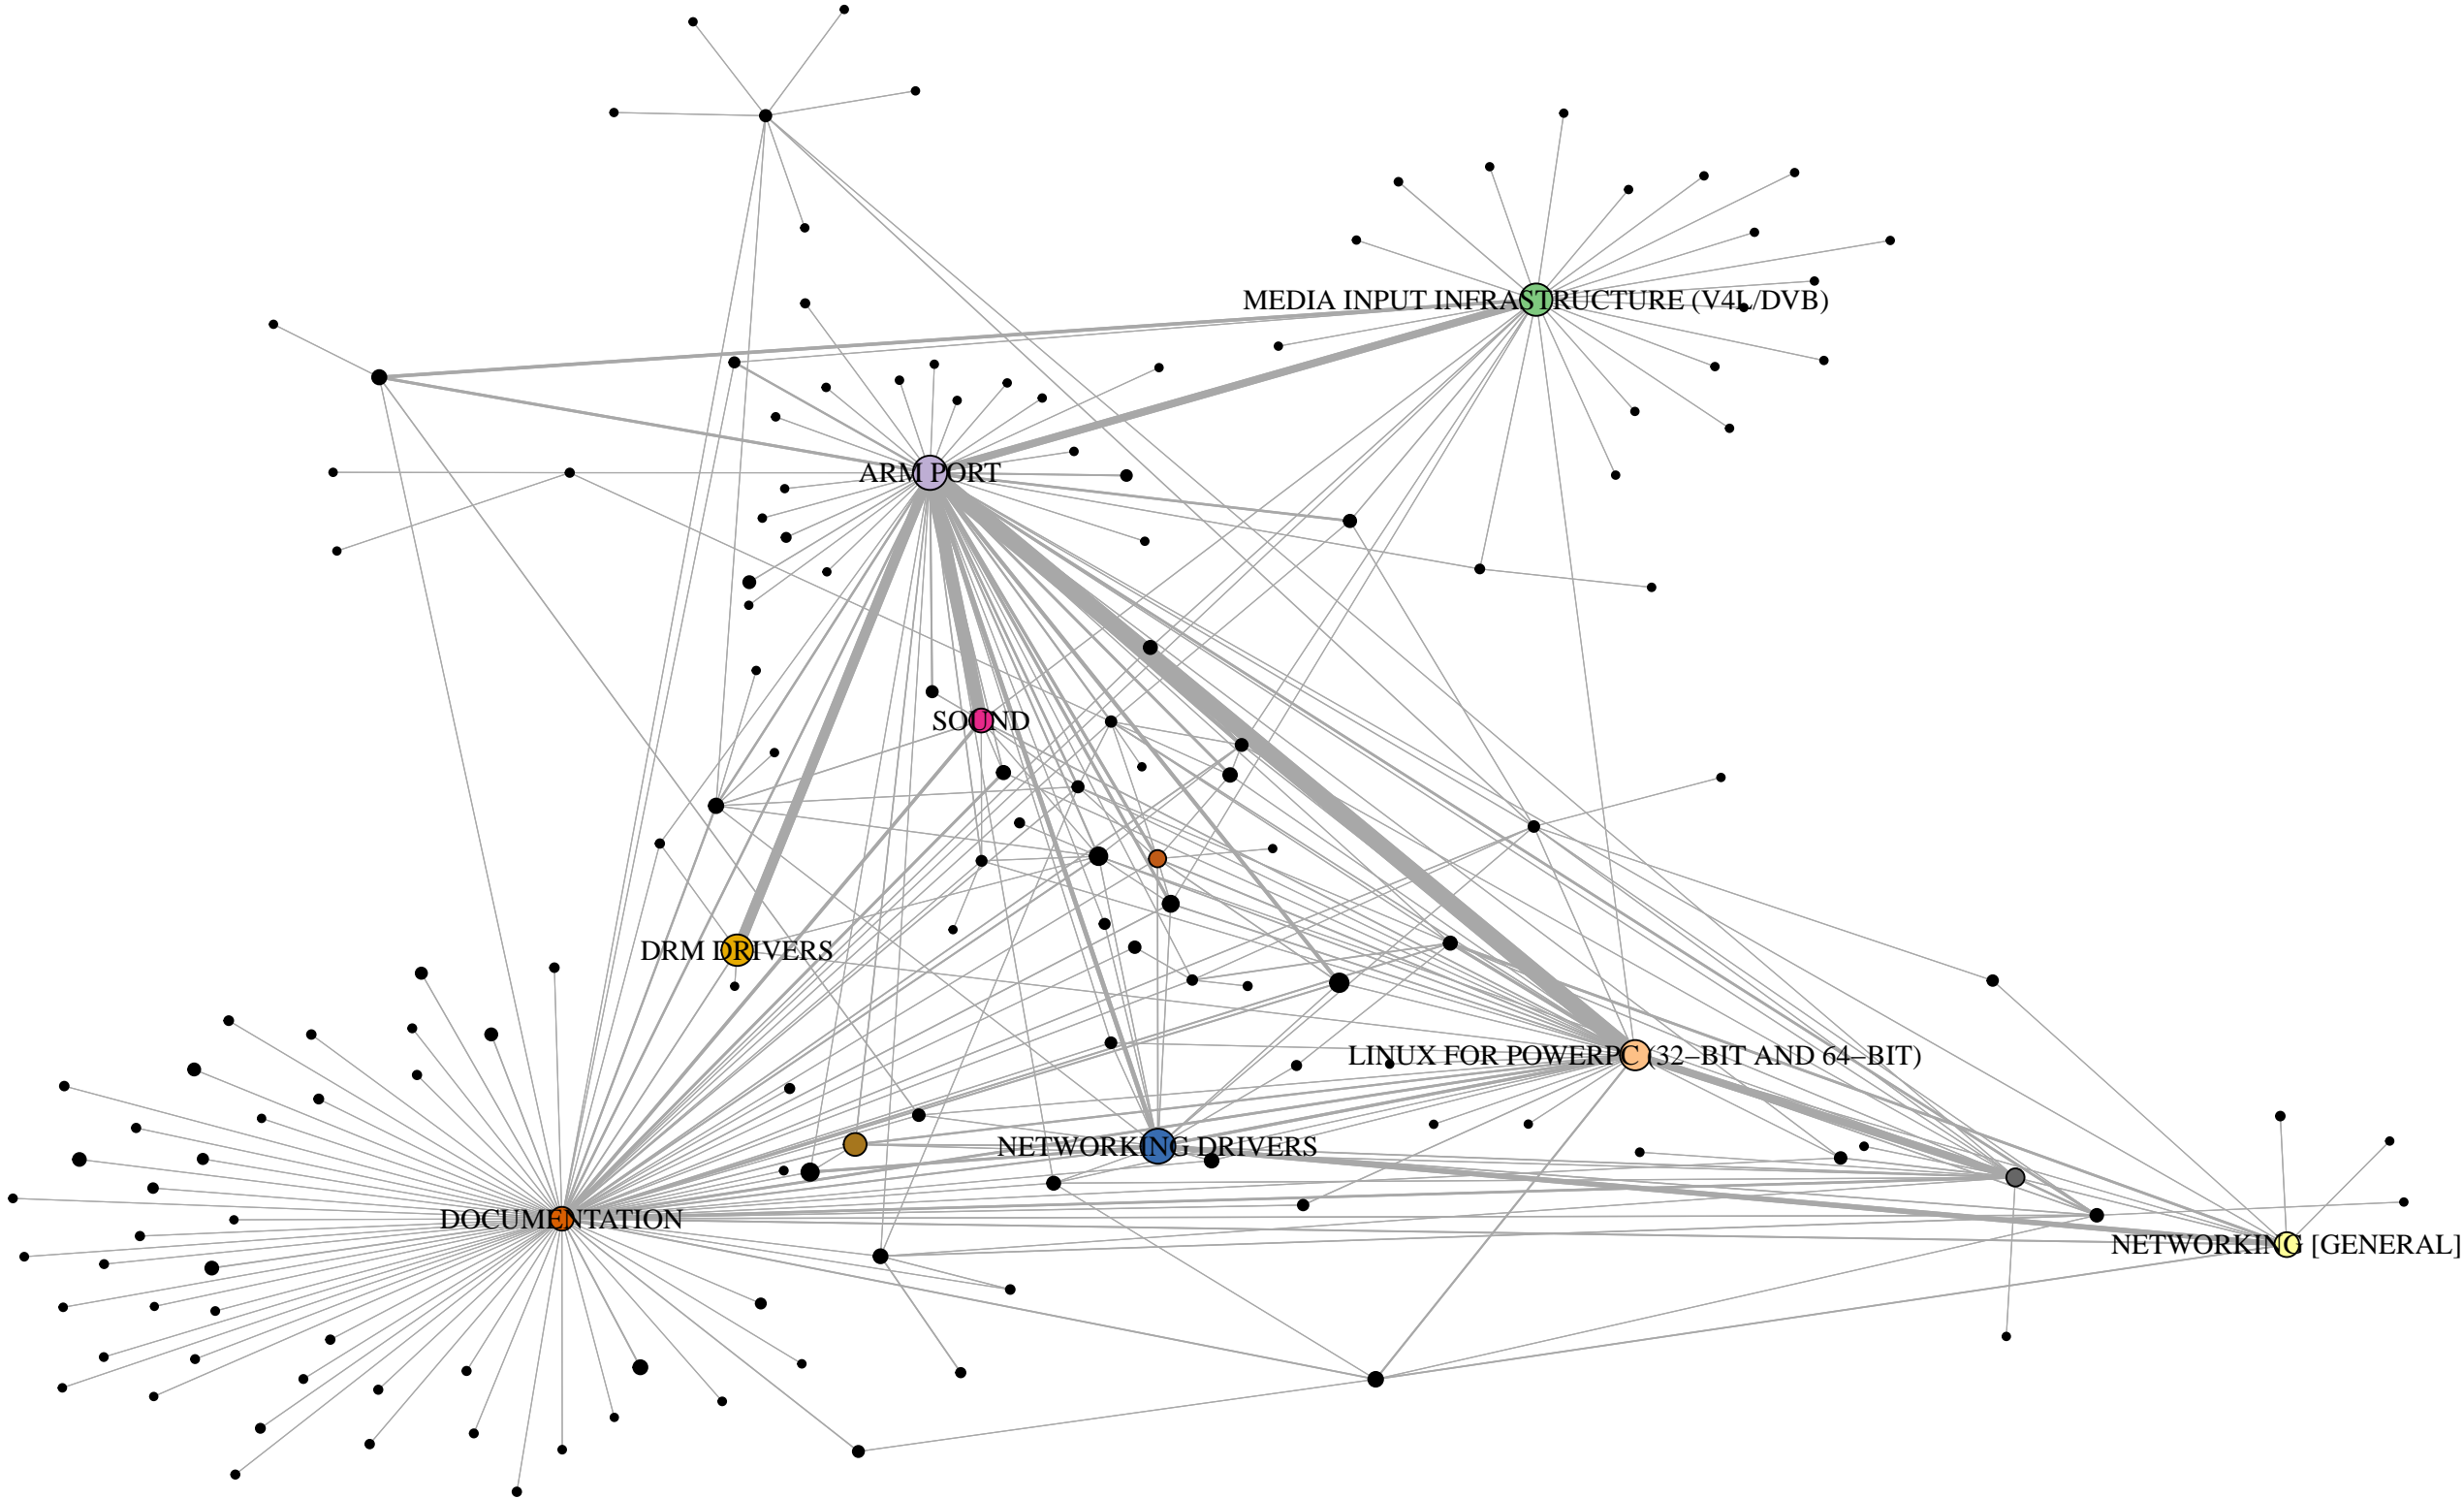 MEDIA INPUT INFRASTRUCTURE (V4L/DVB)
ARM PORT
SOUND
DRM DRIVERS
LINUX FOR POWERPC (32−BIT AND 64−BIT)
NETWORKING DRIVERS
DOCUMENTATION
NETWORKING [GENERAL]